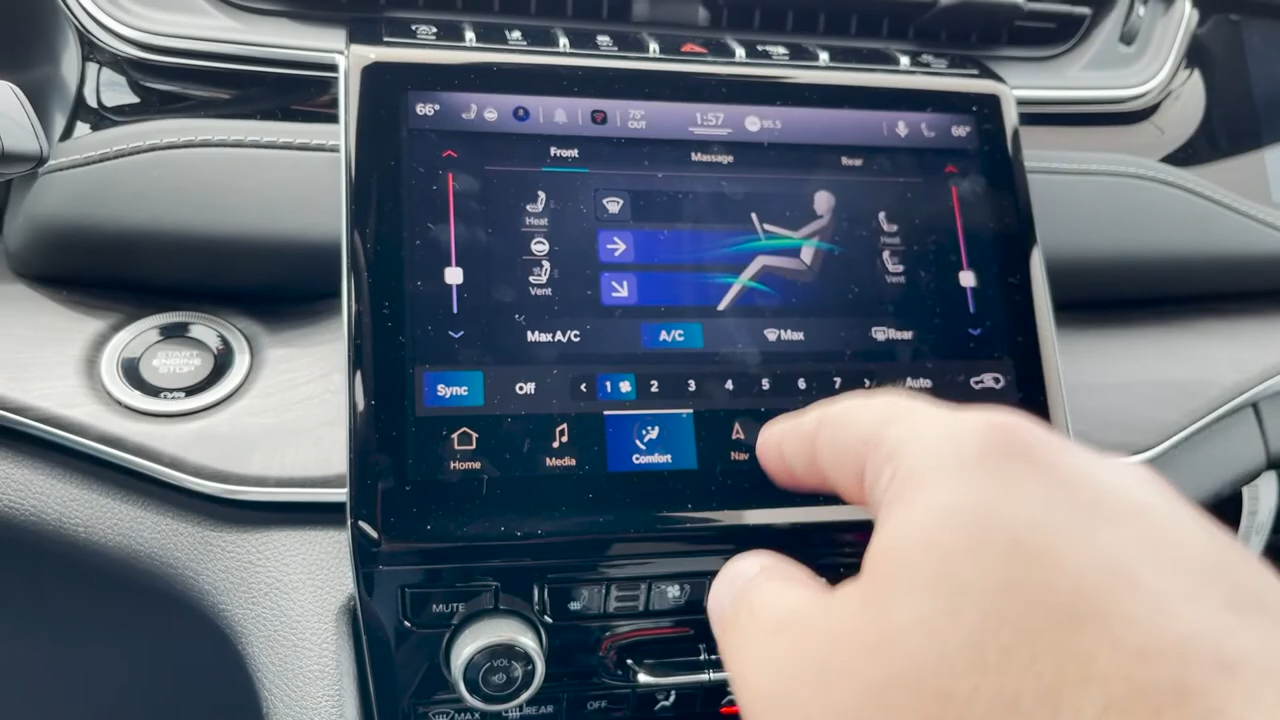 66° 75° OUT 1:57 95.5 66°
Front Massage Rear
Heat
Heat
Vent
Vent
Max A/C A/C Max Rear
Sync Off 1 2 3 4 5 6 7 Auto
Home Media Comfort Nav
START
ENGINE
STOP
MUTE
VOL
MAX REAR OFF